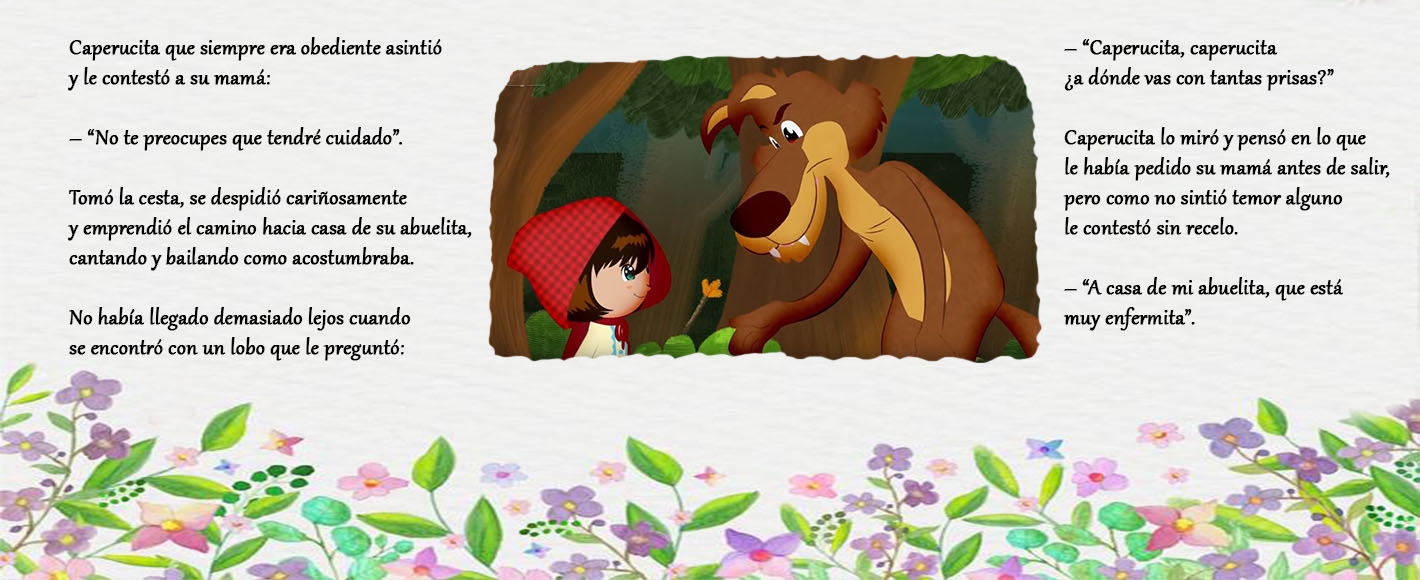 Caperucita que siempre era obediente asintió
y le contestó a su mamá:
– “No te preocupes que tendré cuidado”.
Tomó la cesta, se despidió cariñosamente
y emprendió el camino hacia casa de su abuelita,
cantando y bailando como acostumbraba.
No había llegado demasiado lejos cuando
se encontró con un lobo que le preguntó:
– “Caperucita, caperucita
¿a dónde vas con tantas prisas?”
Caperucita lo miró y pensó en lo que
le había pedido su mamá antes de salir,
pero como no sintió temor alguno
le contestó sin recelo.
– “A casa de mi abuelita, que está
muy enfermita”.